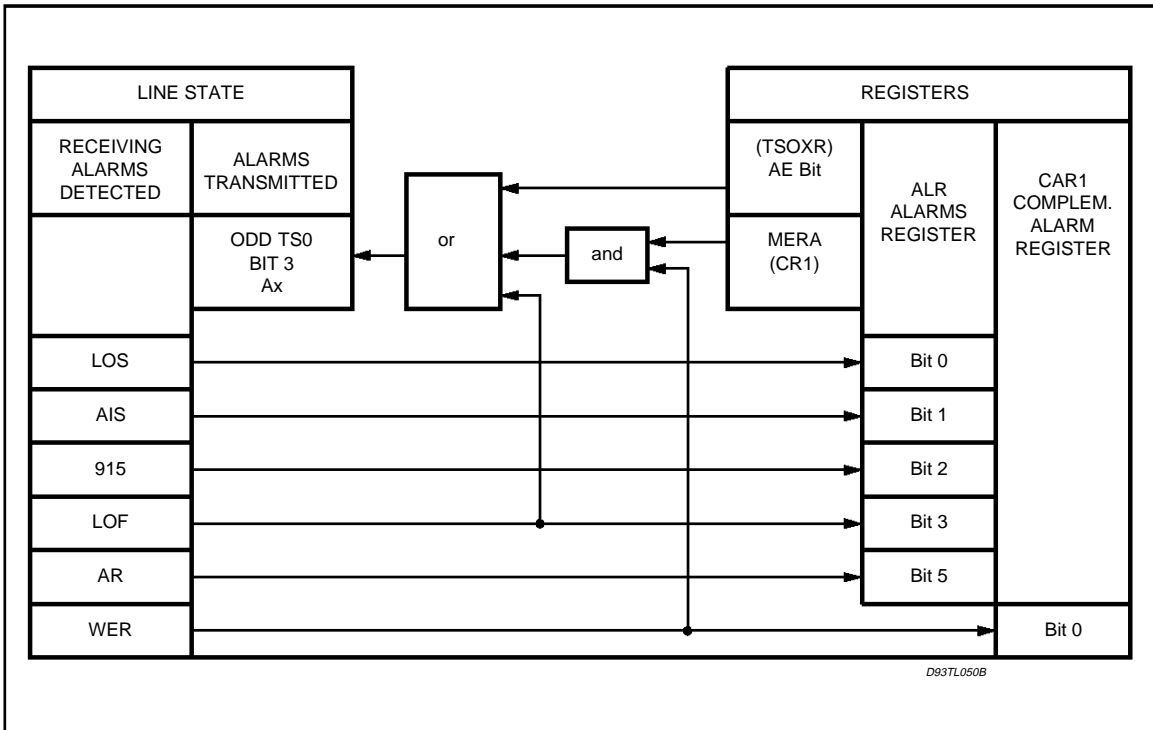 LINE STATE
REGISTERS
RECEIVING
ALARMS
DETECTED
ALARMS
TRANSMITTED
(TSOXR)
AE Bit
ALR
ALARMS
REGISTER
CAR1
COMPLEM.
ALARM
REGISTER
ODD TS0
BIT 3
Ax
or
and
MERA
(CR1)
LOS
Bit 0
AIS
Bit 1
915
Bit 2
LOF
Bit 3
AR
Bit 5
WER
Bit 0
D93TL050B